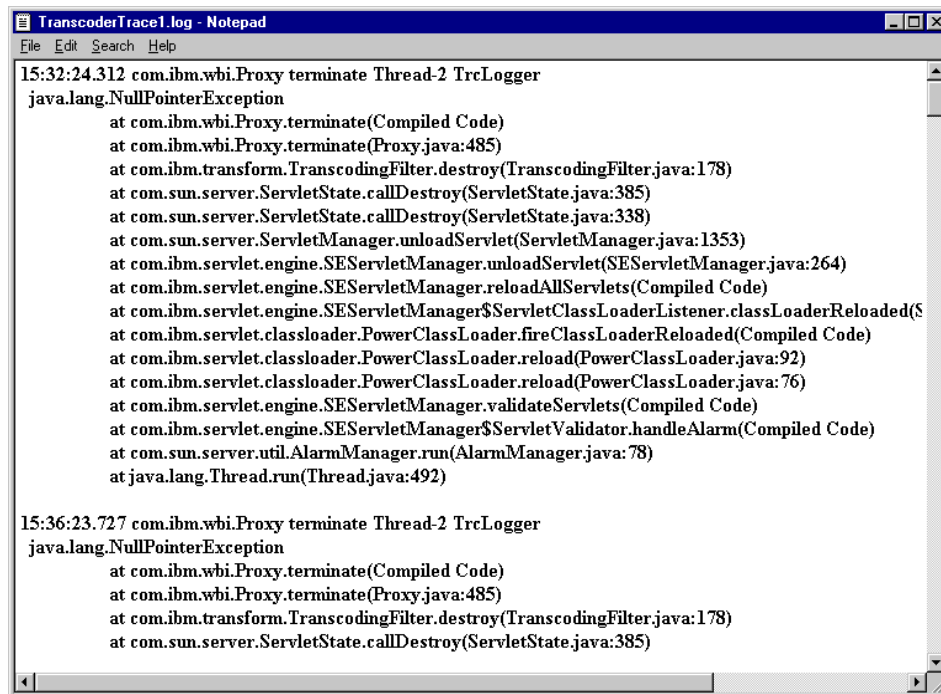 TranscoderTrace1.log - Notepad
File Edit Search Help
15:32:24.312 com.ibm.wbi.Proxy terminate Thread-2 TrcLogger
java.lang.NullPointerException
at com.ibm.wbi.Proxy.terminate(Compiled Code)
at com.ibm.wbi.Proxy.terminate(Proxy.java:485)
at com.ibm.transform.TranscodingFilter.destroy(TranscodingFilter.java:178)
at com.sun.server.ServletState.callDestroy(ServletState.java:385)
at com.sun.server.ServletState.callDestroy(ServletState.java:338)
at com.sun.server.ServletManager.unloadServlet(ServletManager.java:1353)
at com.ibm.servlet.engine.SEServletManager.unloadServlet(SEServletManager.java:264)
at com.ibm.servlet.engine.SEServletManager.reloadAllServlets(Compiled Code)
at com.ibm.servlet.engine.SEServletManager$ServletClassLoaderListener.classLoaderReloaded(S
at com.ibm.servlet.classloader.PowerClassLoader.fireClassLoaderReloaded(Compiled Code)
at com.ibm.servlet.classloader.PowerClassLoader.reload(PowerClassLoader.java:92)
at com.ibm.servlet.classloader.PowerClassLoader.reload(PowerClassLoader.java:76)
at com.ibm.servlet.engine.SEServletManager.validateServlets(Compiled Code)
at com.ibm.servlet.engine.SEServletManager$ServletValidator.handleAlarm(Compiled Code)
at com.sun.server.util.AlarmManager.run(AlarmManager.java:78)
at java.lang.Thread.run(Thread.java:492)
15:36:23.727 com.ibm.wbi.Proxy terminate Thread-2 TrcLogger
java.lang.NullPointerException
at com.ibm.wbi.Proxy.terminate(Compiled Code)
at com.ibm.wbi.Proxy.terminate(Proxy.java:485)
at com.ibm.transform.TranscodingFilter.destroy(TranscodingFilter.java:178)
at com.sun.server.ServletState.callDestroy(ServletState.java:385)